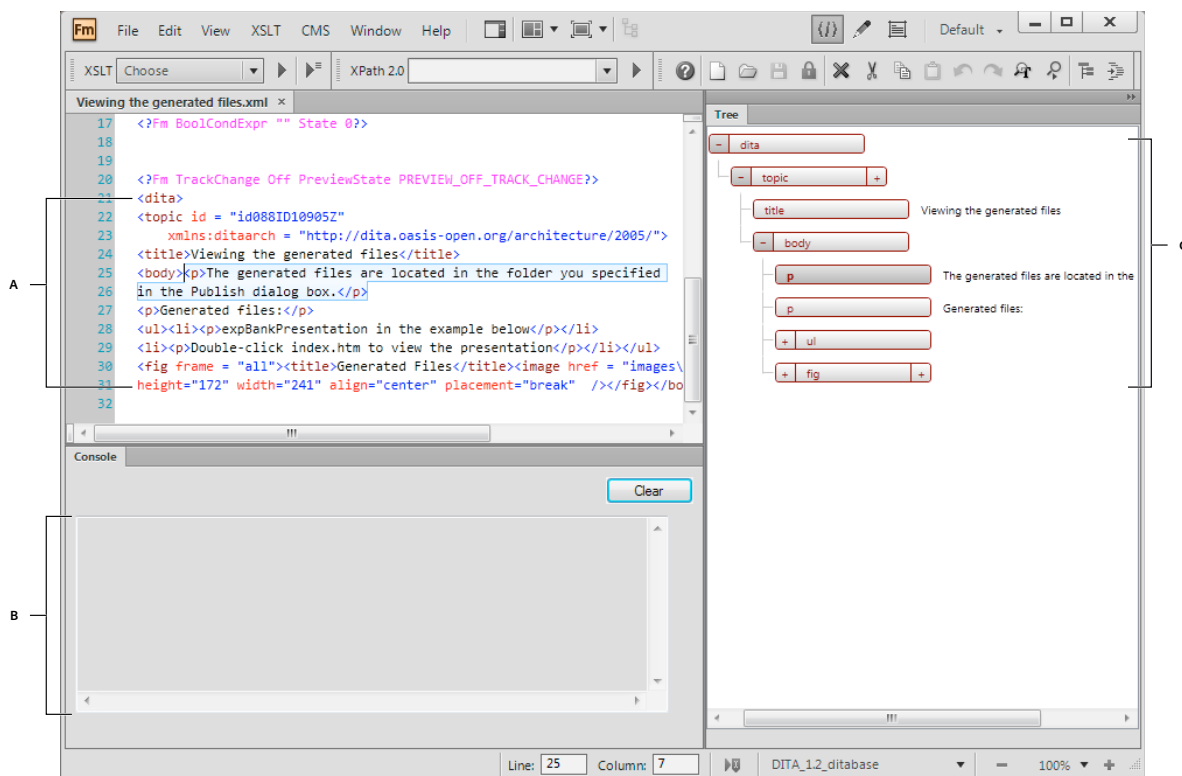 Fm File Edit View XSLT CMS Window Help Default
XSLT Choose XPath 2.0
Viewing the generated files.xml ×
17 <?Fm BoolCondExpr "" State 0?>
18
19
20 <?Fm TrackChange Off PreviewState PREVIEW_OFF_TRACK_CHANGE?>
21 <dita>
22 <topic id = "id088ID10905Z"
23 xmlns:ditaarch = "http://dita.oasis-open.org/architecture/2005/">
24 <title>Viewing the generated files</title>
25 <body><p>The generated files are located in the folder you specified
26 in the Publish dialog box.</p>
27 <p>Generated files:</p>
28 <ul><li><p>expBankPresentation in the example below</p></li>
29 <li><p>Double-click index.htm to view the presentation</p></li></ul>
30 <fig frame = "all"><title>Generated Files</title><image href = "images\
31 height="172" width="241" align="center" placement="break" /></fig></bo
32
A
Console
Clear
B
Tree
dita
topic
title Viewing the generated files
body
p The generated files are located in the
p Generated files:
ul
fig
Line: 25 Column: 7 DITA_1.2_ditabase 100%